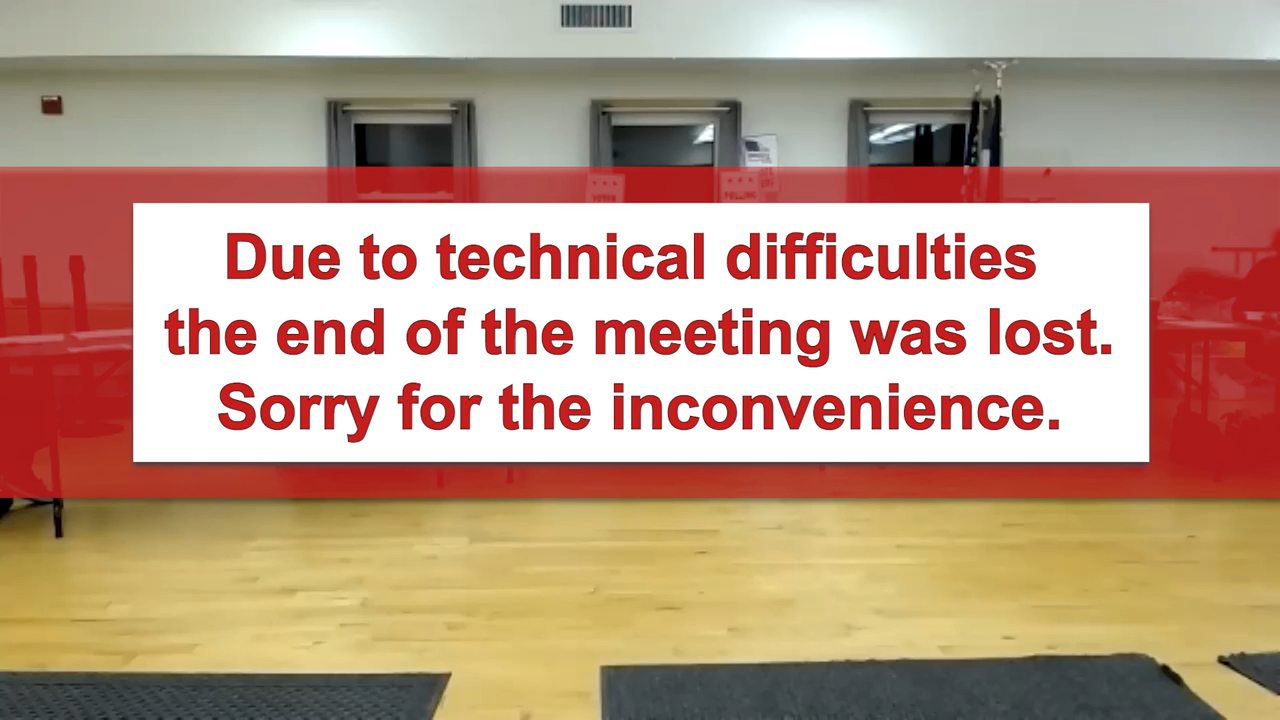 Due to technical difficulties
the end of the meeting was lost.
Sorry for the inconvenience.